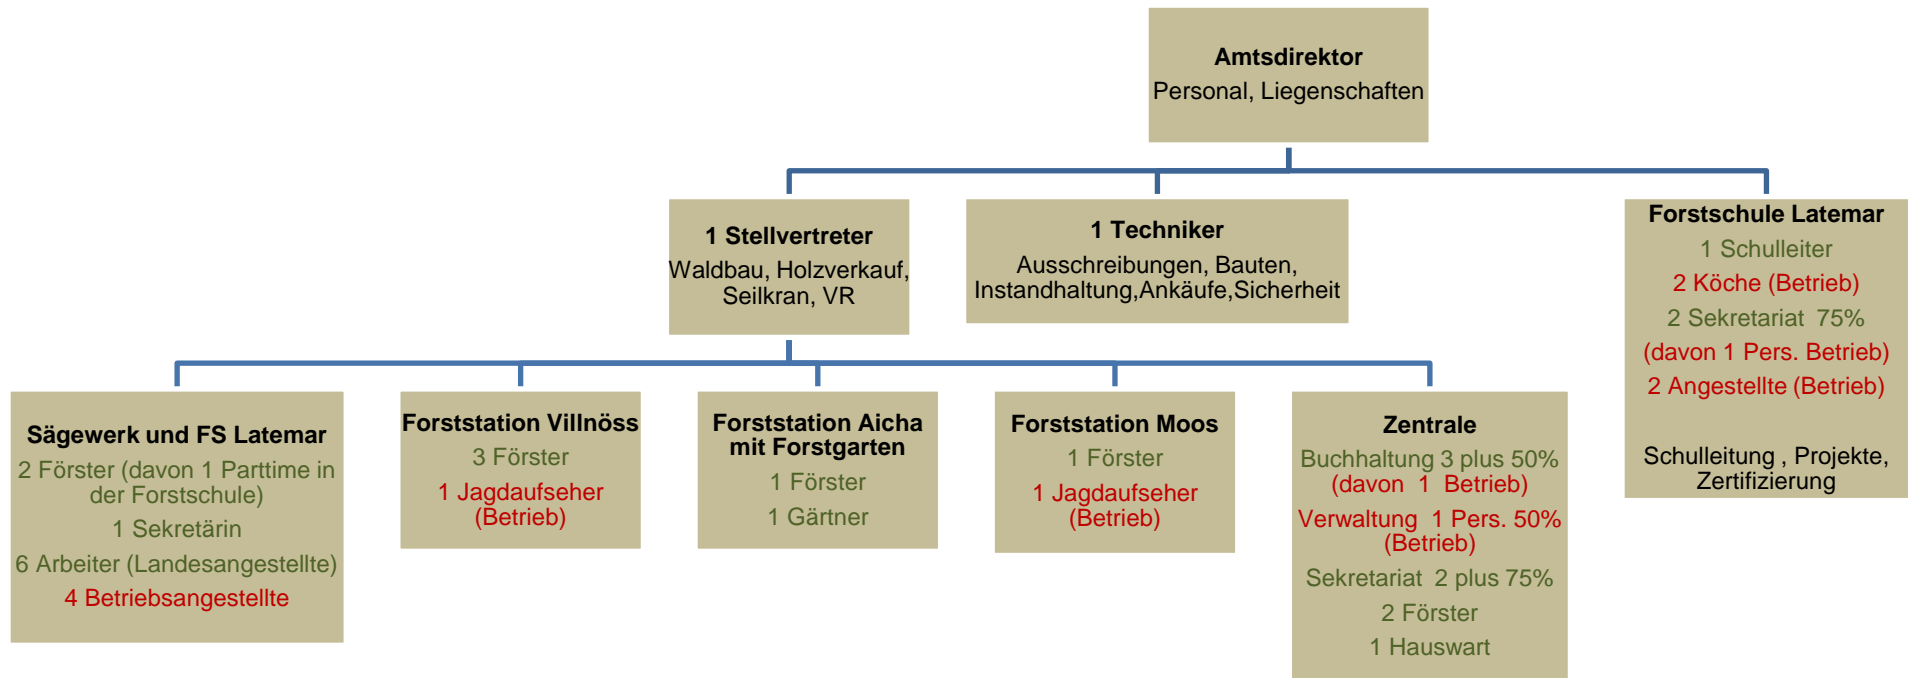 Amtsdirektor
Personal, Liegenschaften
1 Stellvertreter
Waldbau, Holzverkauf,
Seilkran, VR
1 Techniker
Ausschreibungen, Bauten,
Instandhaltung,Ankäufe,Sicherheit
Forstschule Latemar
1 Schulleiter
2 Köche (Betrieb)
2 Sekretariat 75%
(davon 1 Pers. Betrieb)
2 Angestellte (Betrieb)
Schulleitung , Projekte,
Zertifizierung
Sägewerk und FS Latemar
2 Förster (davon 1 Parttime in
der Forstschule)
1 Sekretärin
6 Arbeiter (Landesangestellte)
4 Betriebsangestellte
Forststation Villnöss
3 Förster
1 Jagdaufseher
(Betrieb)
Forststation Aicha
mit Forstgarten
1 Förster
1 Gärtner
Forststation Moos
1 Förster
1 Jagdaufseher
(Betrieb)
Zentrale
Buchhaltung 3 plus 50%
(davon 1 Betrieb)
Verwaltung 1 Pers. 50%
(Betrieb)
Sekretariat 2 plus 75%
2 Förster
1 Hauswart